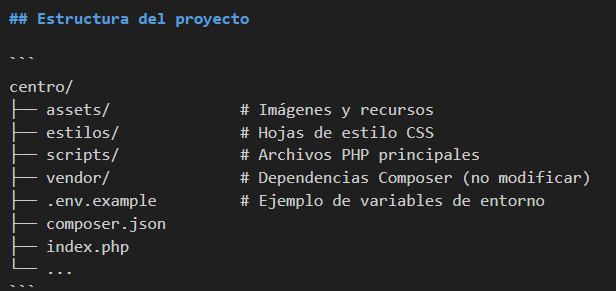 ## Estructura del proyecto
```
centro/
├── assets/              # Imágenes y recursos
├── estilos/             # Hojas de estilo CSS
├── scripts/             # Archivos PHP principales
├── vendor/              # Dependencias Composer (no modificar)
├── .env.example         # Ejemplo de variables de entorno
├── composer.json
├── index.php
└── ...
```